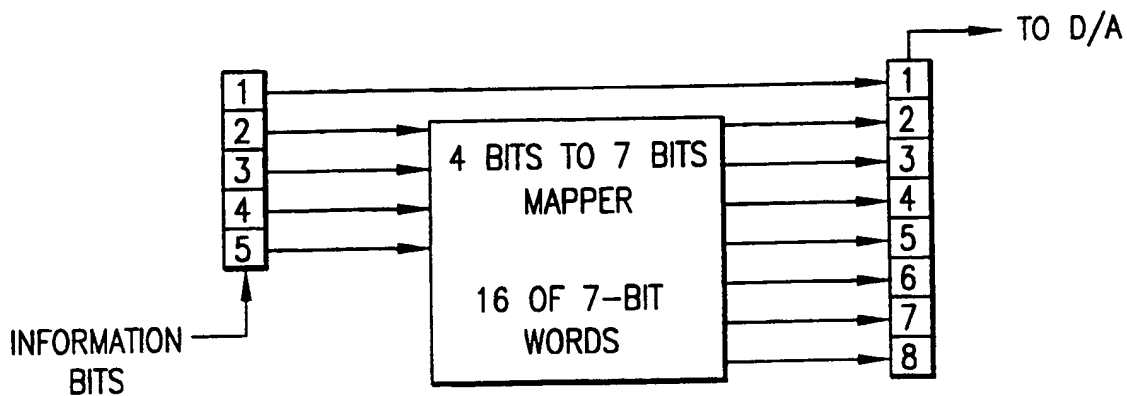 TO D/A
1
2
3
4
5
4 BITS TO 7 BITS
MAPPER
16 OF 7-BIT
WORDS
1
2
3
4
5
6
7
8
INFORMATION
BITS